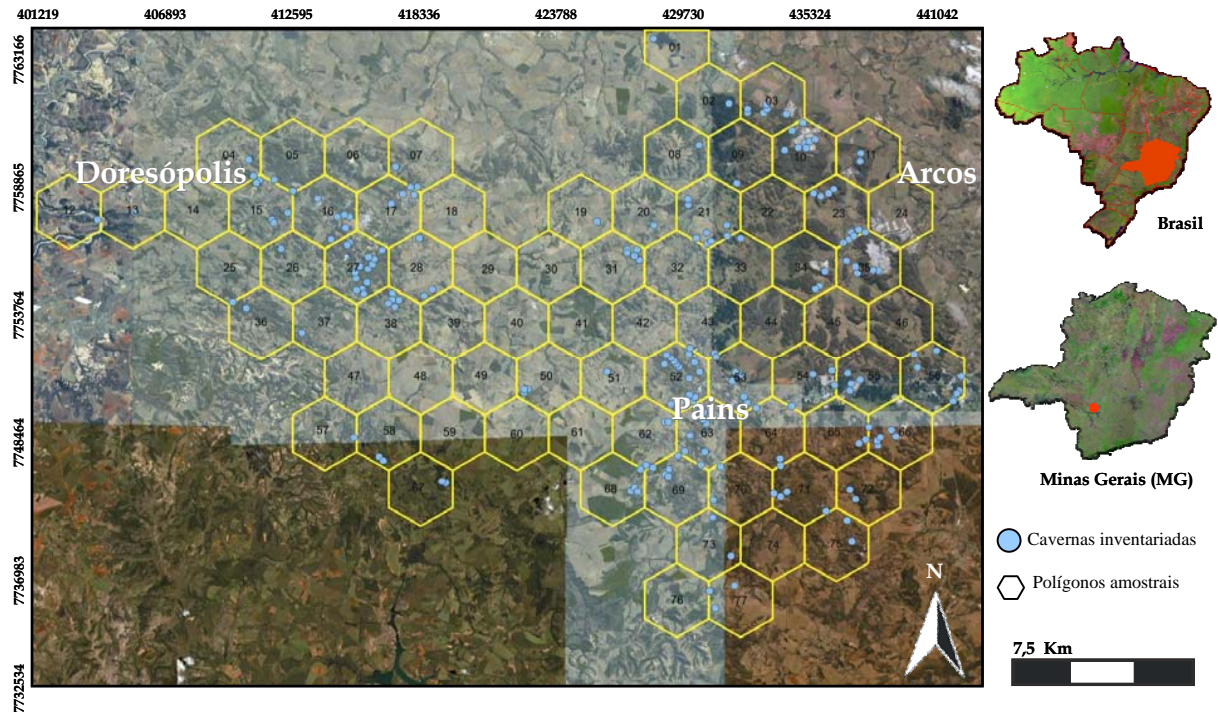 401219 406893 412595 418336 423788 429730 435324 441042
7763166
7758865
7753764
7748464
7736983
7732534
01
02 03
04 05 06 07 08 09 10 11
Doresópolis Arcos
12 13 14 15 16 17 18 19 20 21 22 23 24
25 26 27 28 29 30 31 32 33 34 35
36 37 38 39 40 41 42 43 44 45 46
47 48 49 50 51 52 53 54 55 56
Pains
57 58 59 60 61 62 63 64 65 66
67 68 69 70 71 72
73 74 75
76 77
N
Brasil
Minas Gerais (MG)
Cavernas inventariadas
Polígonos amostrais
7,5 Km